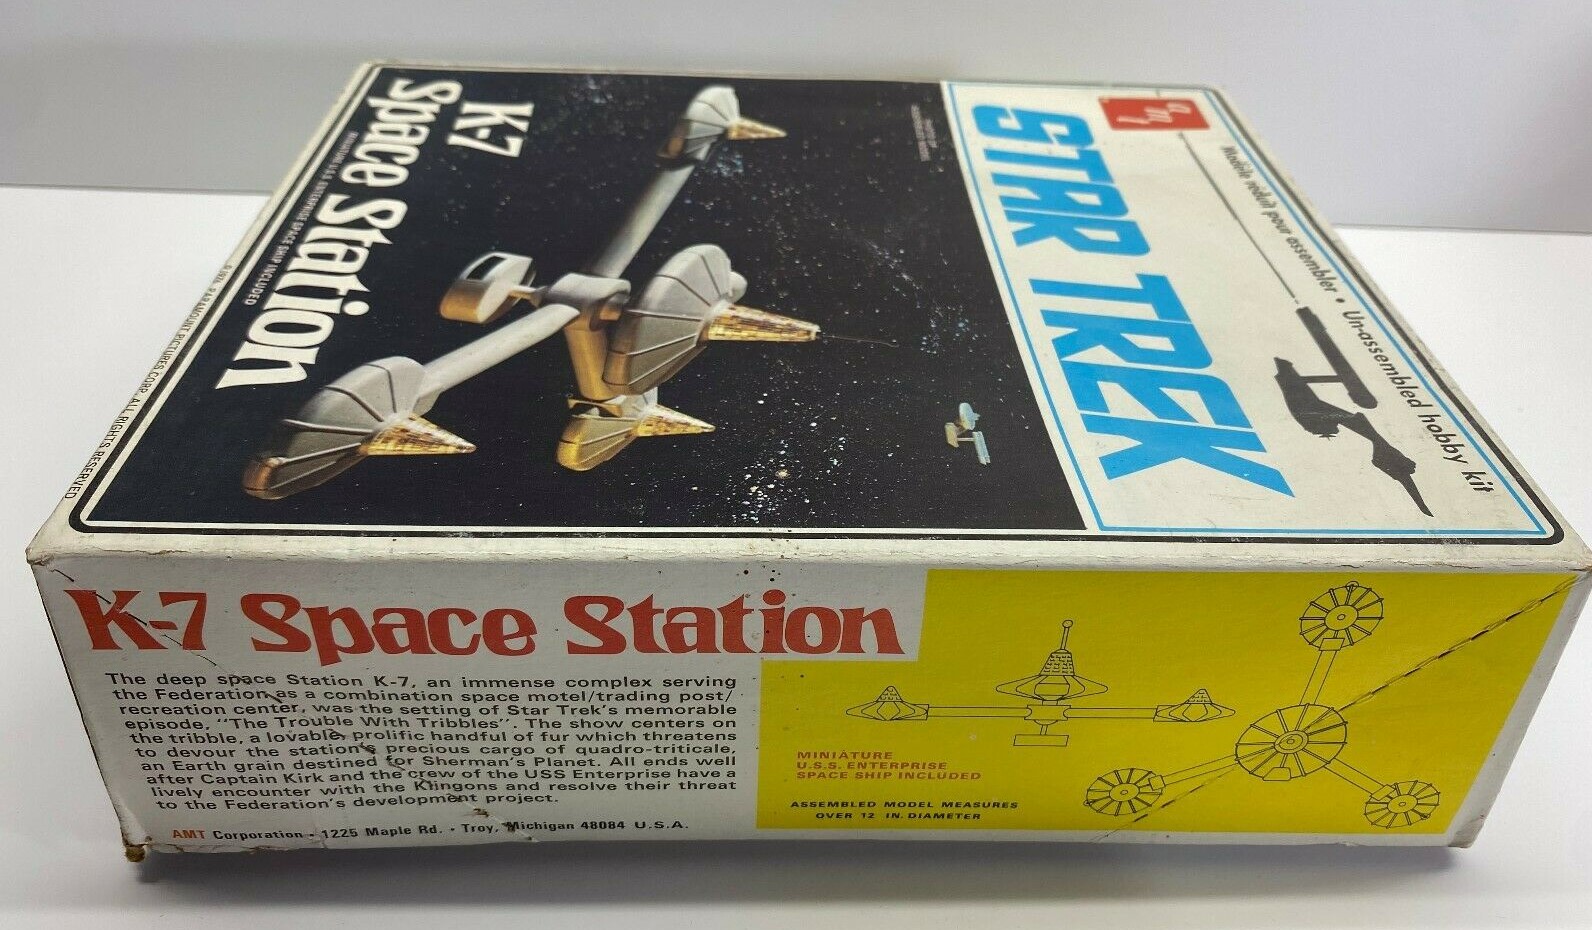 amt
STAR TREK
Modèle réduit pour assembler • Un-assembled hobby kit
K-7
Space Station
MINIATURE U.S.S. ENTERPRISE SPACE SHIP INCLUDED
PARAMOUNT PICTURES CORP. ALL RIGHTS RESERVED
K-7 Space Station
The deep space Station K-7, an immense complex serving
the Federation as a combination space motel/trading post/
recreation center, was the setting of Star Trek's memorable
episode, "The Trouble With Tribbles". The show centers on
the tribble, a lovable, prolific handful of fur which threatens
to devour the station's precious cargo of quadro-triticale,
an Earth grain destined for Sherman's Planet. All ends well
after Captain Kirk and the crew of the USS Enterprise have a
lively encounter with the Klingons and resolve their threat
to the Federation's development project.
AMT Corporation • 1225 Maple Rd. • Troy, Michigan 48084 U.S.A.
MINIATURE
U.S.S. ENTERPRISE
SPACE SHIP INCLUDED
ASSEMBLED MODEL MEASURES
OVER 12 IN. DIAMETER